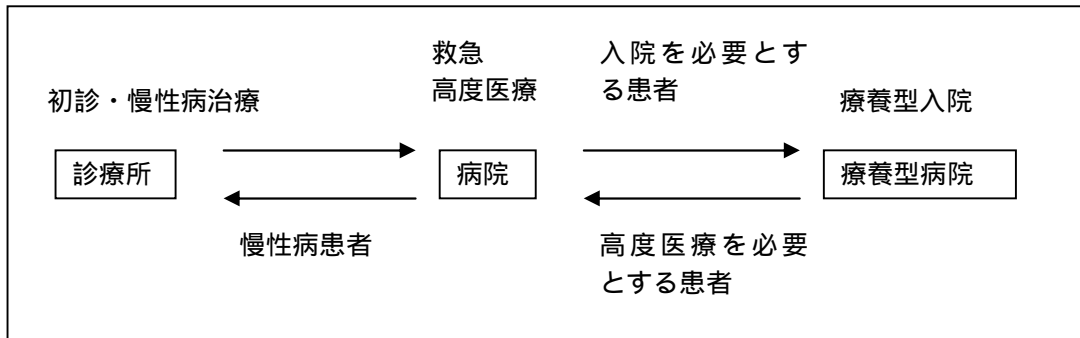 初診・慢性病治療
診療所
慢性病患者
救急
高度医療
病院
入院を必要とす
る患者
高度医療を必要
とする患者
療養型入院
療養型病院